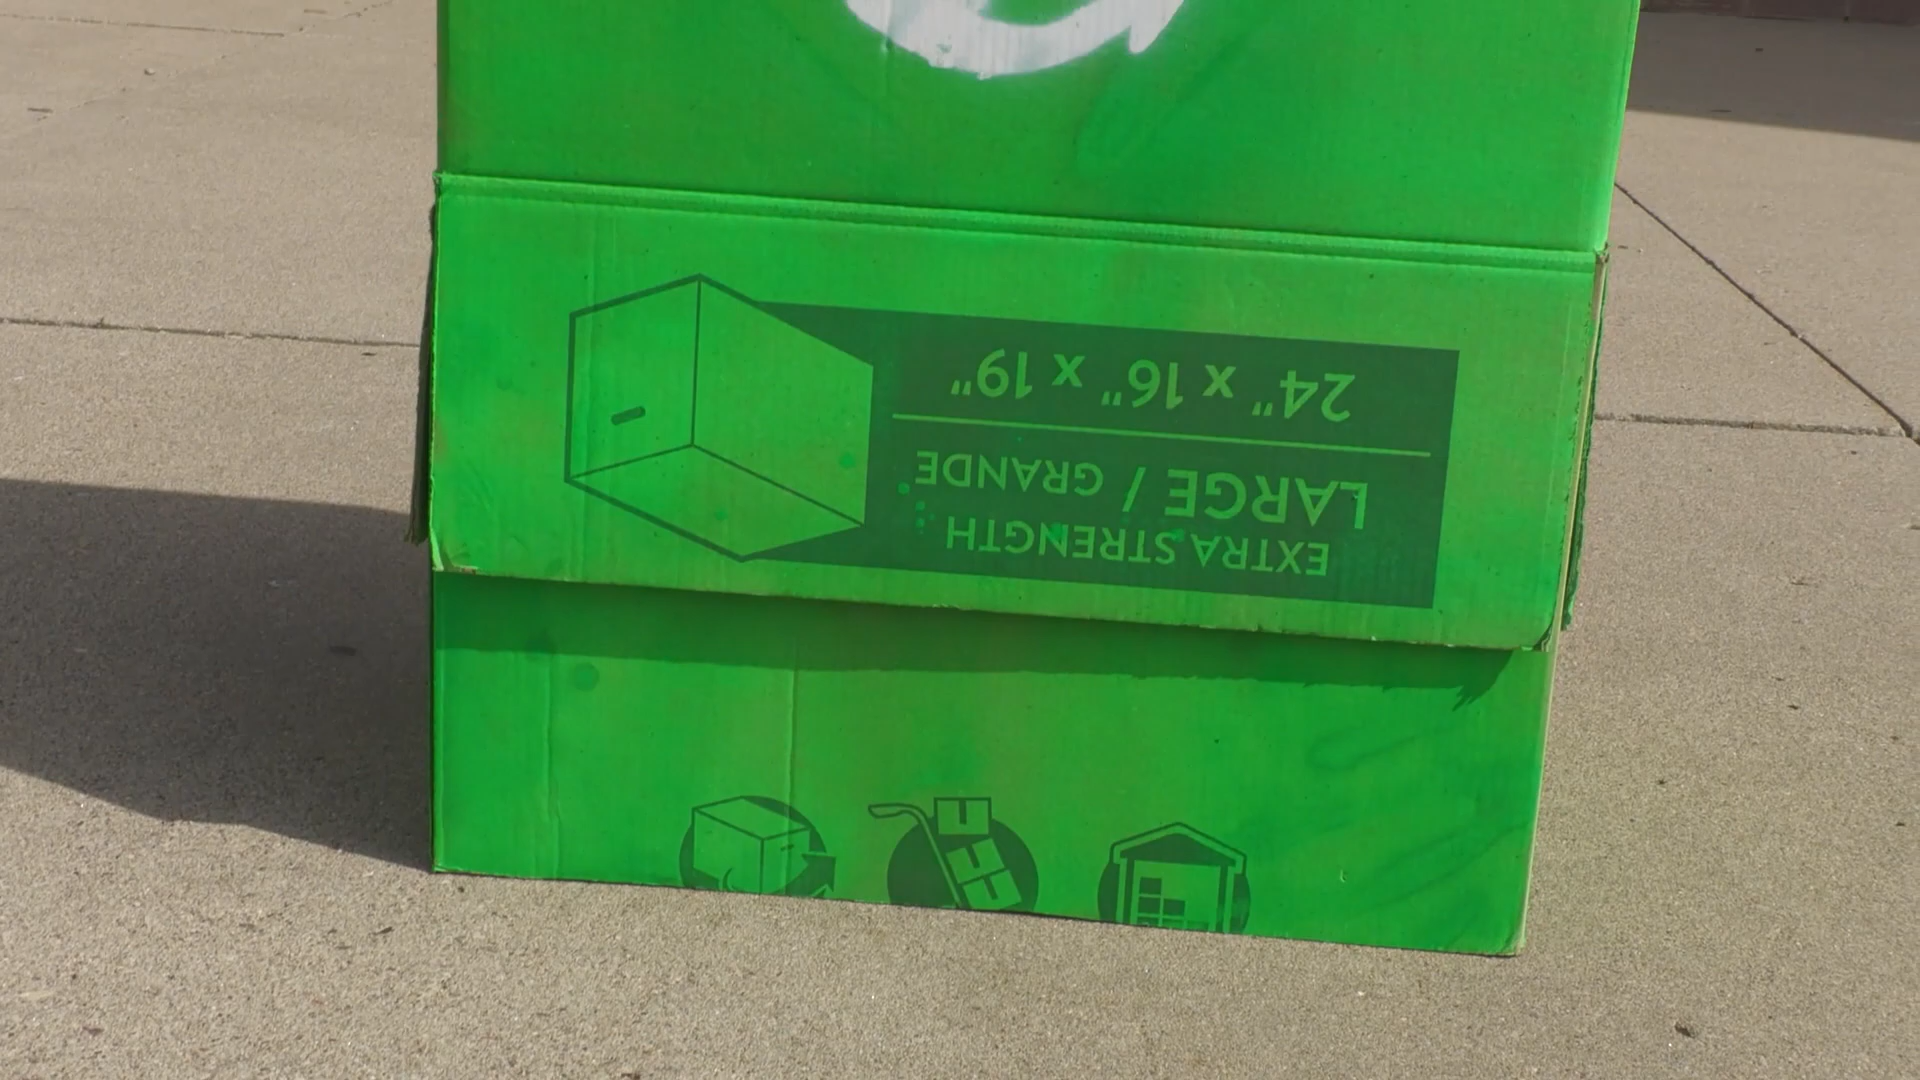 EXTRA STRENGTH
LARGE / GRANDE
24" x 16" x 19"